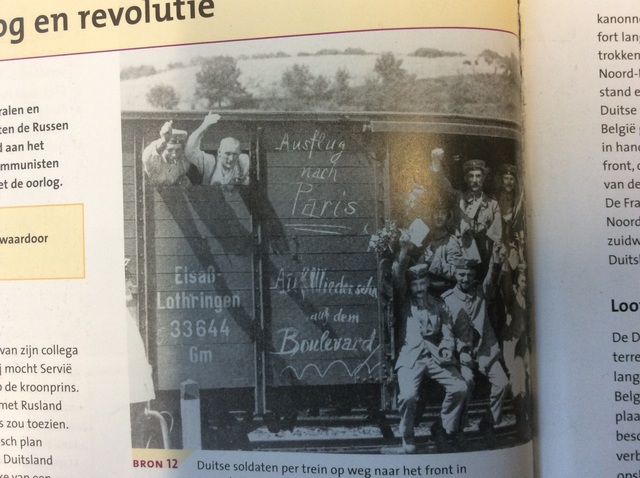 og en revolutie
ralen en
ten de Russen
d aan het
mmunisten
et de oorlog.
waardoor
van zijn collega
j mocht Servië
o de kroonprins.
met Rusland
s zou toezien.
sch plan
Duitsland
Ausflug
nach
Paris
Elsaß-
Lothringen
33644
Gm
Auf Wiedersehn
auf dem
Boulevard
BRON 12
Duitse soldaten per trein op weg naar het front in
kanonne
fort lang
trokken
Noord-F
stand e
Duitse
België
in hand
front, d
van de
De Fra
Noord
zuidw
Duits
Loo
De D
terre
lang
Belg
plaa
besc
verb